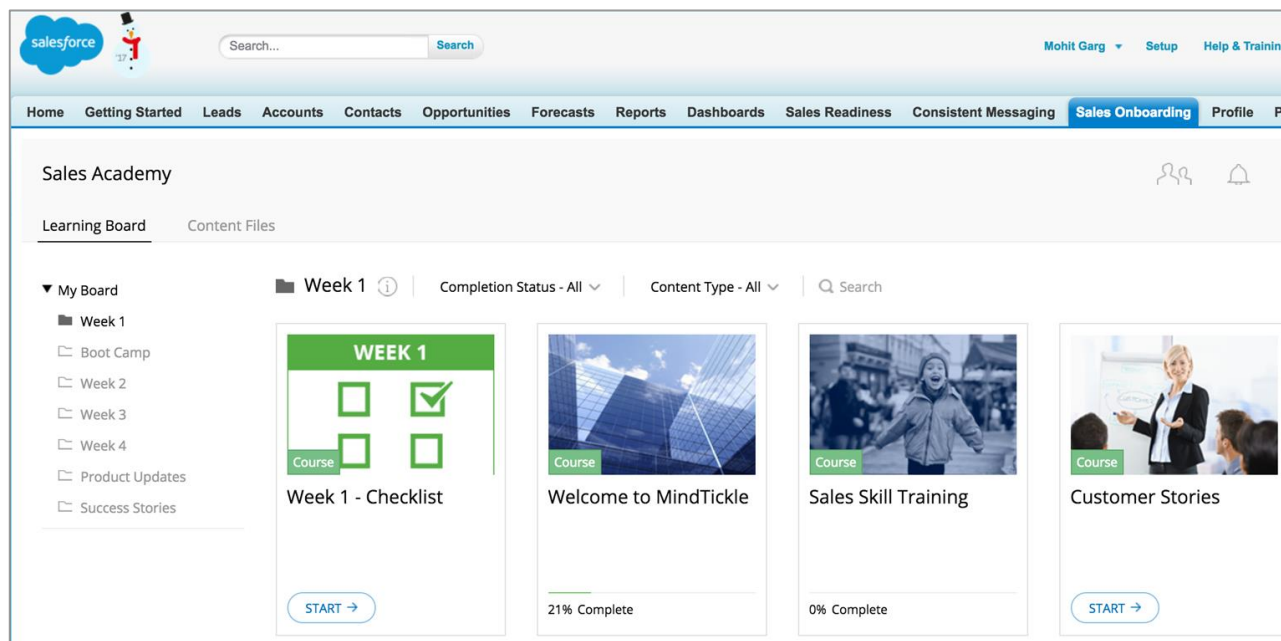 salesforce
'17
Search... Search
Mohit Garg Setup Help & Trainin
Home Getting Started Leads Accounts Contacts Opportunities Forecasts Reports Dashboards Sales Readiness Consistent Messaging Sales Onboarding Profile P
Sales Academy
Learning Board Content Files
My Board
Week 1
Boot Camp
Week 2
Week 3
Week 4
Product Updates
Success Stories
Week 1 Completion Status - All Content Type - All Search
WEEK 1
Course
Week 1 - Checklist
START →
Course
Welcome to MindTickle
21% Complete
Course
Sales Skill Training
0% Complete
Course
Customer Stories
START →